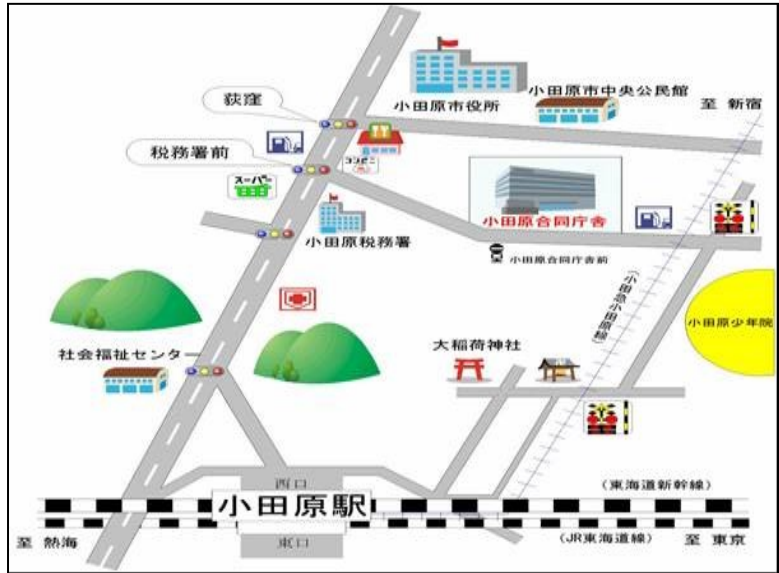 小田原市役所
小田原市中央公民館
至 新宿
荻窪
税務署前
コンビニ
スーパー
小田原合同庁舎
小田原税務署
小田原合同庁舎前
(小田急小田原線)
小田原少年院
大稲荷神社
社会福祉センター
西口
(東海道新幹線)
小田原駅
至 熱海
東口
(JR東海道線)
至 東京